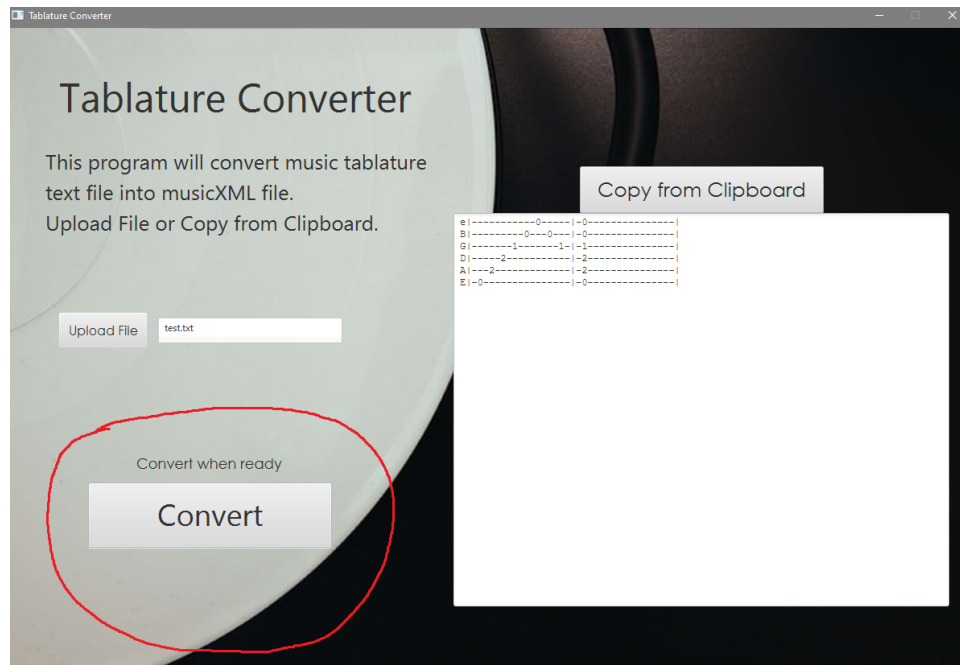 Tablature Converter
Tablature Converter
This program will convert music tablature
text file into musicXML file.
Upload File or Copy from Clipboard.
Upload File
test.txt
Convert when ready
Convert
Copy from Clipboard
e|-----------0-----|-0---------------|
B|---------0---0---|-0---------------|
G|-------1-------1-|-1---------------|
D|-----2-----------|-2---------------|
A|---2-------------|-2---------------|
E|-0---------------|-0---------------|